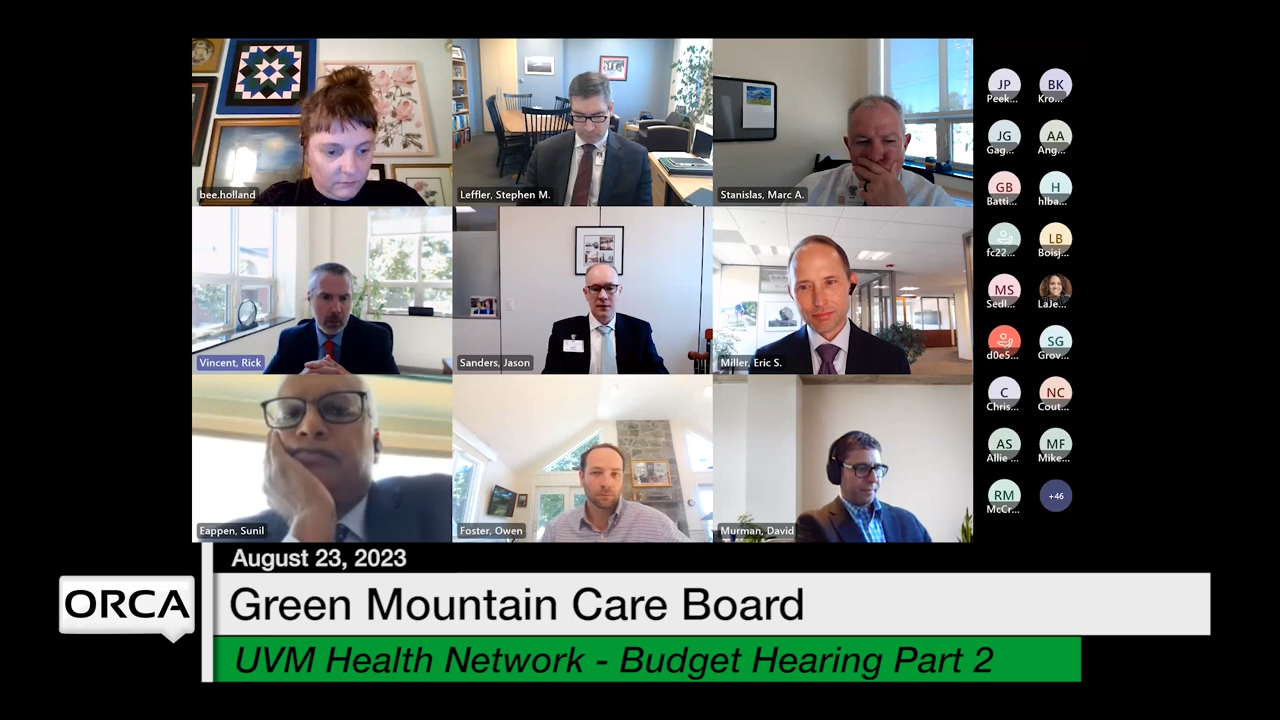 bee.holland
Leffler, Stephen M.
Stanislas, Marc A.
Vincent, Rick
Sanders, Jason
Miller, Eric S.
Eappen, Sunil
Foster, Owen
Murman, David
JP
Peek...
BK
Kro...
JG
Gag...
AA
Ang...
GB
Batti...
H
hlba...
fc22...
LB
Boisj...
MS
Sedl...
LaJe...
d0e5...
SG
Grov...
C
Chris...
NC
Cout...
AS
Allie ...
MF
Mike...
RM
McCr...
+46
August 23, 2023
ORCA
Green Mountain Care Board
UVM Health Network - Budget Hearing Part 2